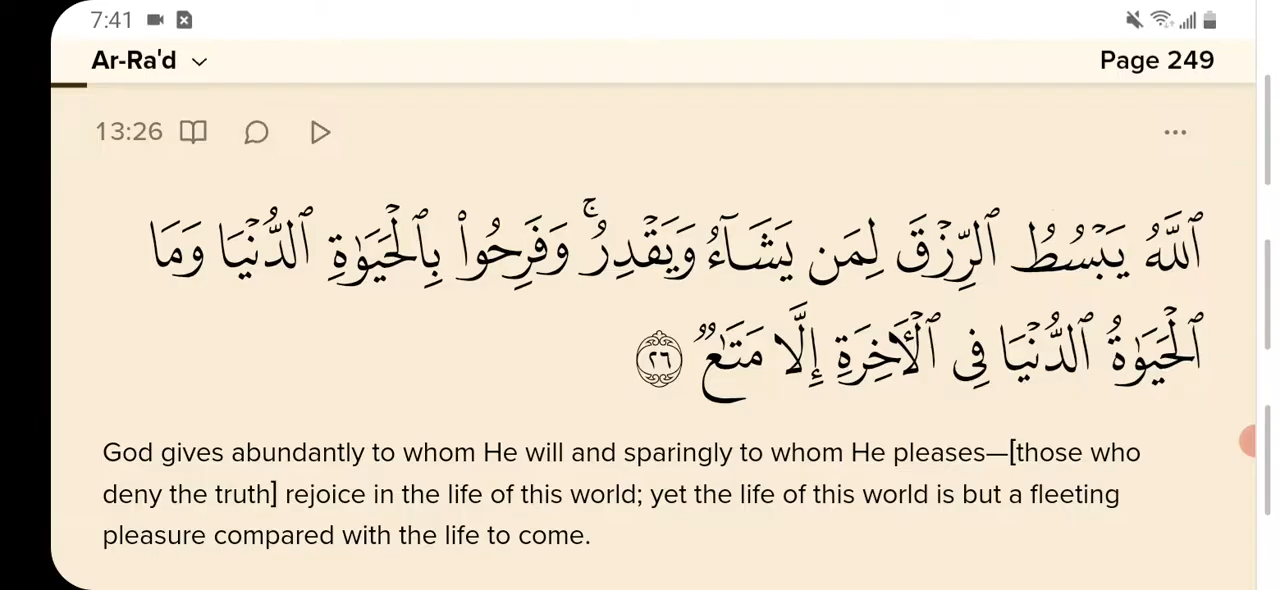 7:41
Ar-Ra'd
Page 249
13:26
ٱللَّهُ يَبْسُطُ ٱلرِّزْقَ لِمَن يَشَآءُ وَيَقْدِرُ ۚ وَفَرِحُوا۟ بِٱلْحَيَوٰةِ ٱلدُّنْيَا وَمَا
ٱلْحَيَوٰةُ ٱلدُّنْيَا فِى ٱلْـَٔاخِرَةِ إِلَّا مَتَـٰعٌ ٢٦
God gives abundantly to whom He will and sparingly to whom He pleases—[those who
deny the truth] rejoice in the life of this world; yet the life of this world is but a fleeting
pleasure compared with the life to come.